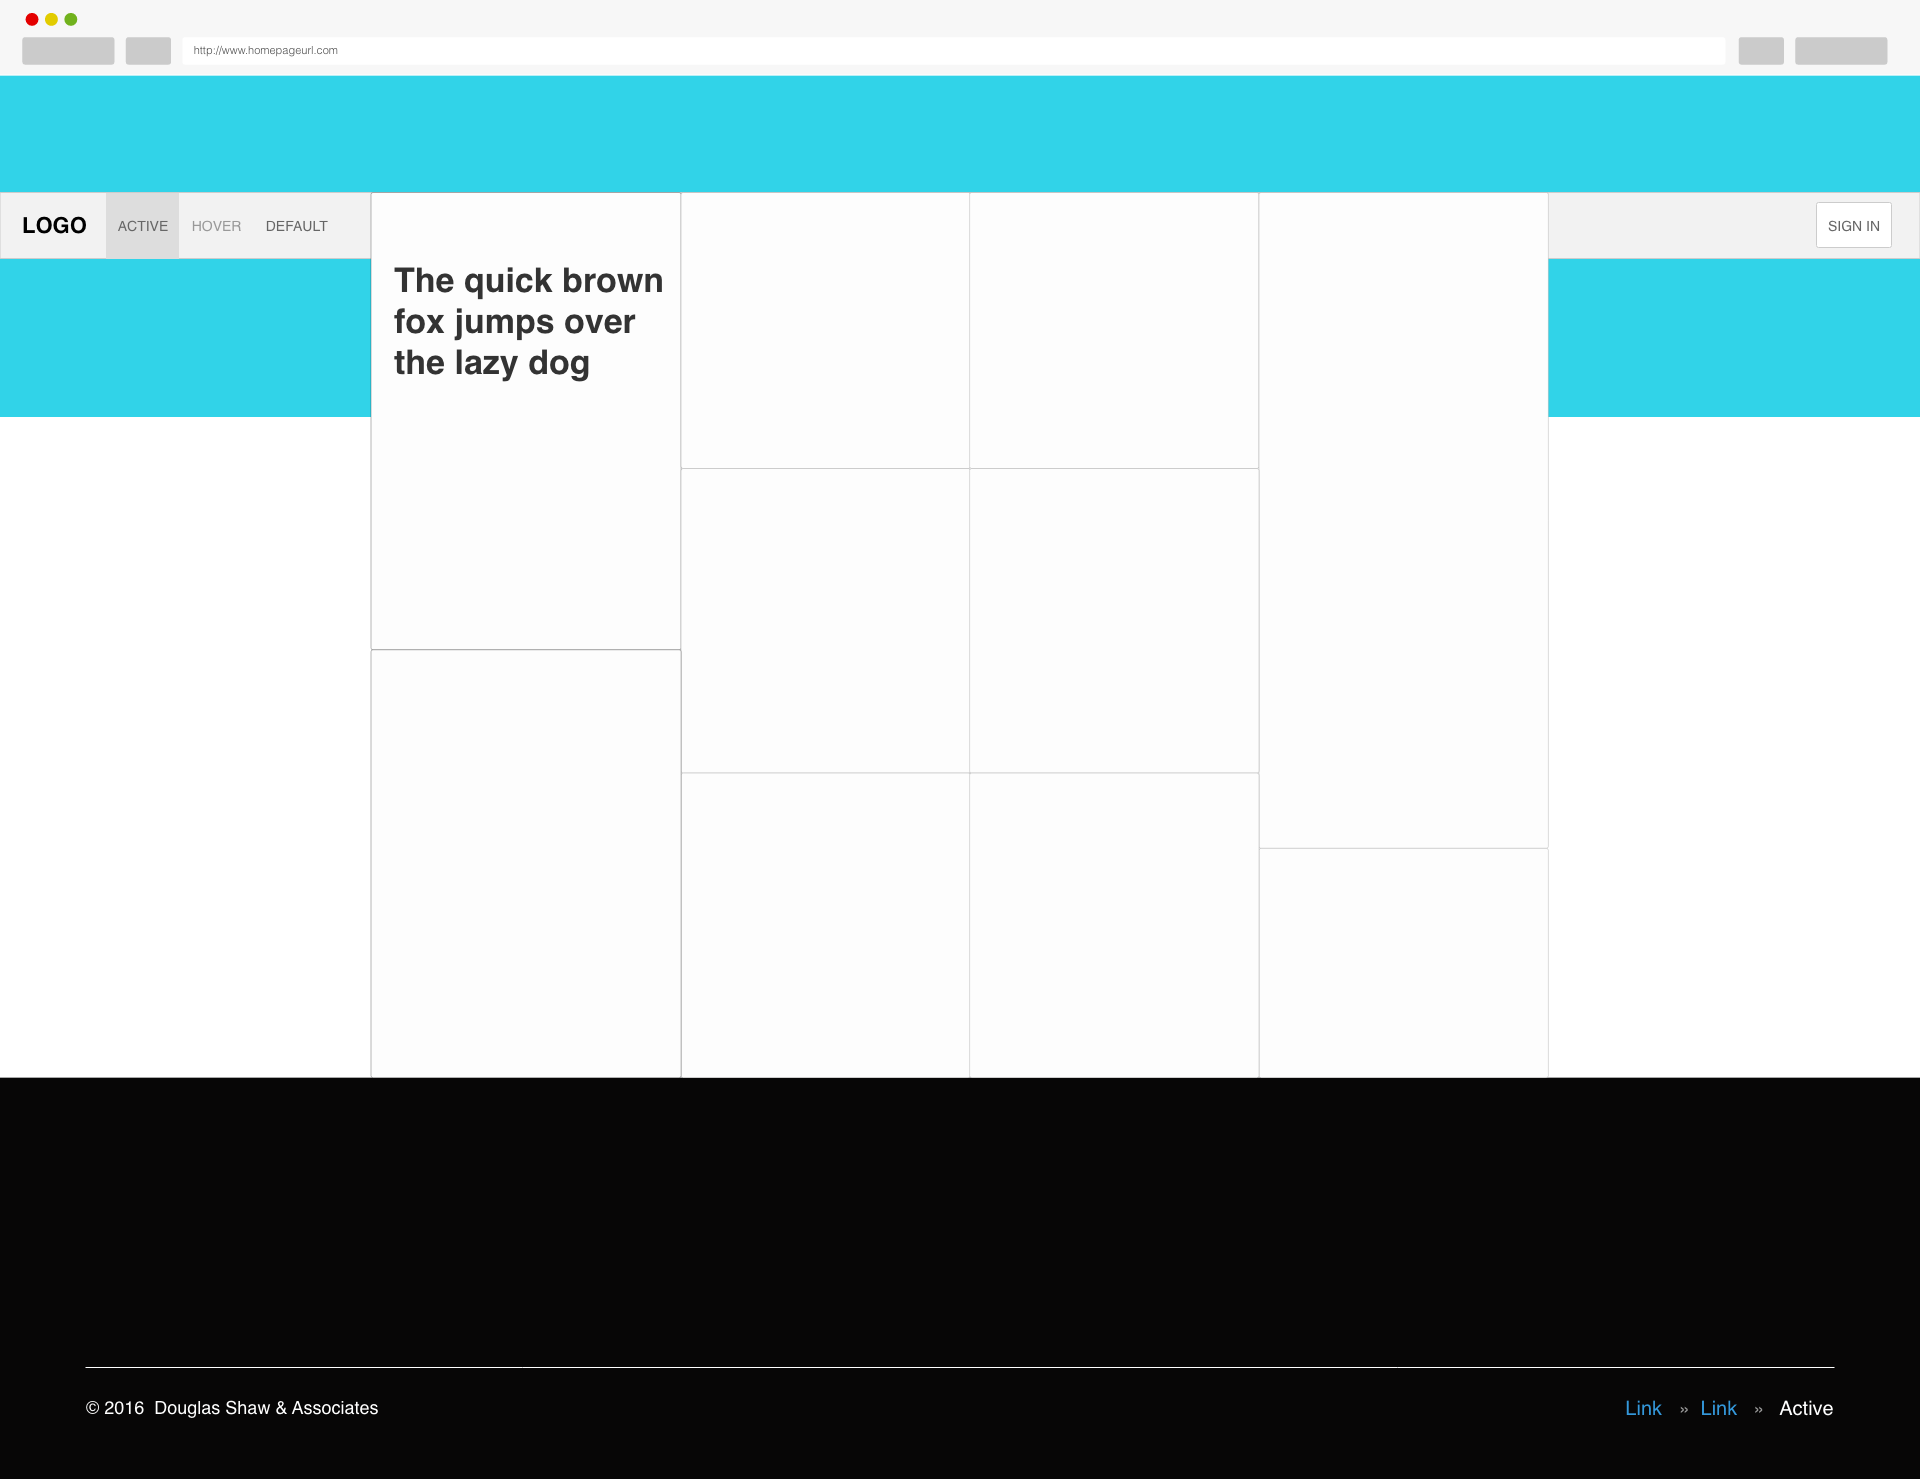 http://www.homepageurl.com
LOGO ACTIVE HOVER DEFAULT SIGN IN
The quick brown
fox jumps over
the lazy dog
© 2016 Douglas Shaw & Associates Link » Link » Active